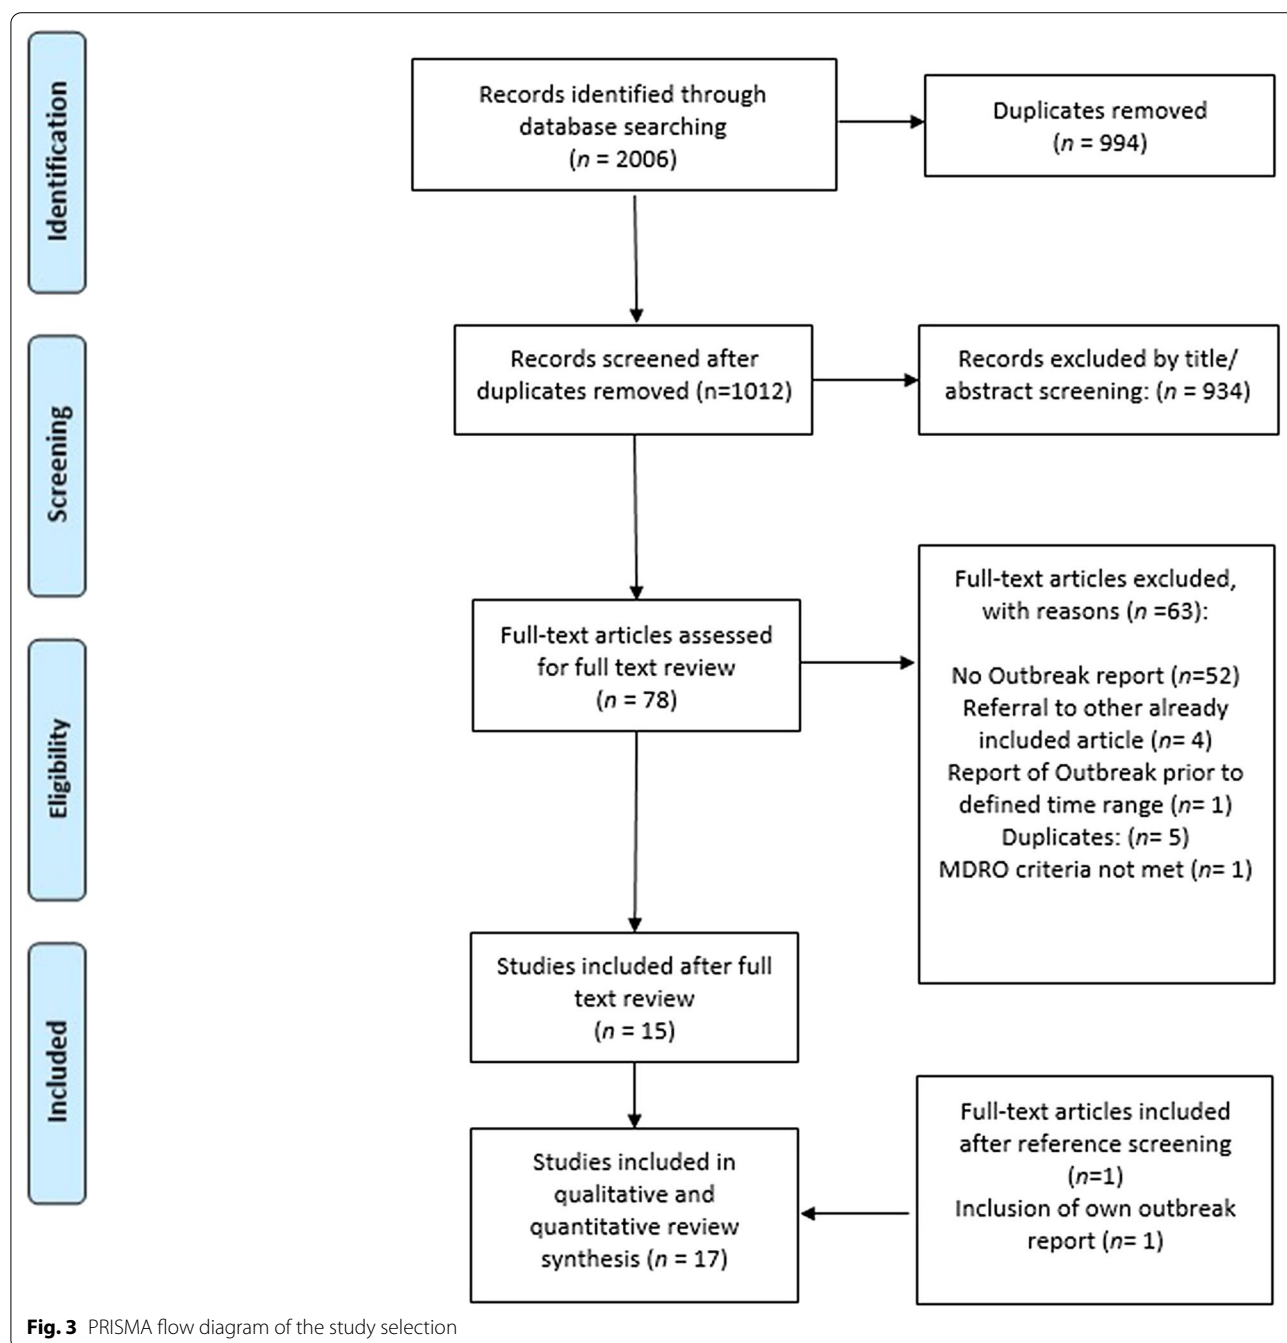 Identification
Records identified through
database searching
(n = 2006)
Duplicates removed
(n = 994)
Screening
Records screened after
duplicates removed (n=1012)
Records excluded by title/
abstract screening: (n = 934)
Eligibility
Full-text articles assessed
for full text review
(n = 78)
Full-text articles excluded,
with reasons (n =63):
No Outbreak report (n=52)
Referral to other already
included article (n= 4)
Report of Outbreak prior to
defined time range (n= 1)
Duplicates: (n= 5)
MDRO criteria not met (n= 1)
Included
Studies included after full
text review
(n = 15)
Full-text articles included
after reference screening
(n=1)
Inclusion of own outbreak
report (n= 1)
Studies included in
qualitative and
quantitative review
synthesis (n = 17)
Fig. 3 PRISMA flow diagram of the study selection